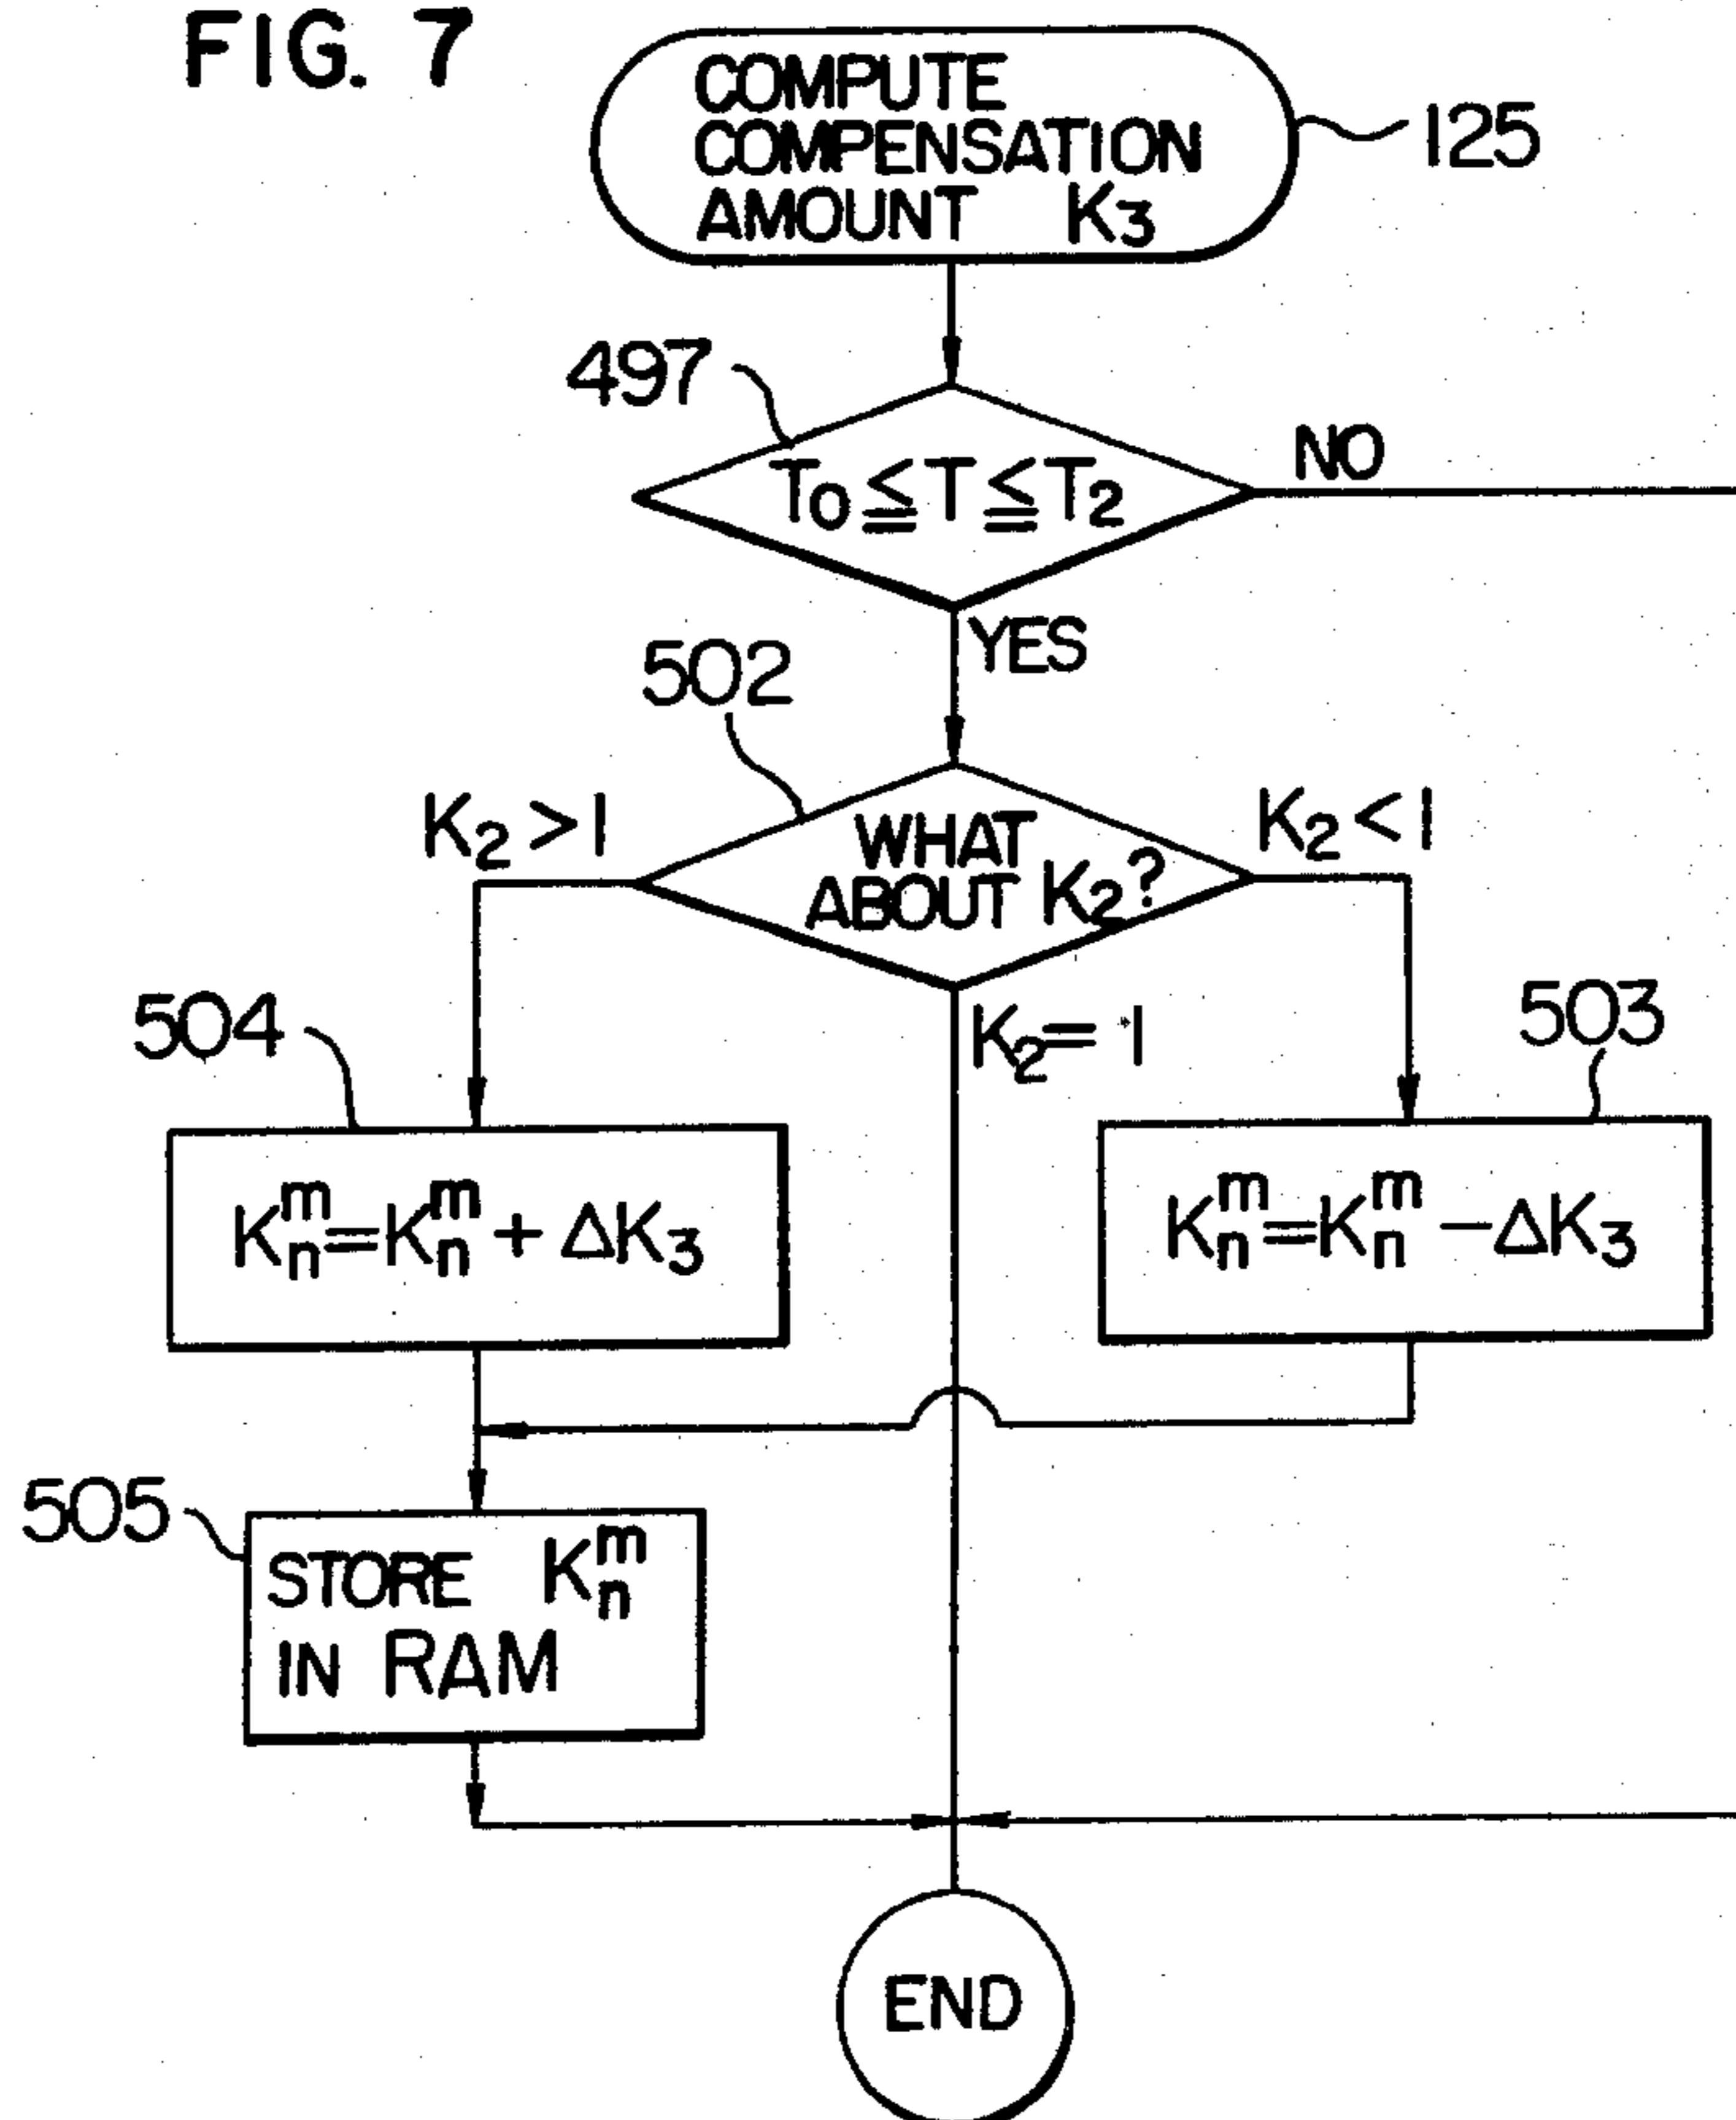 FIG. 7
COMPUTE
COMPENSATION
AMOUNT K₃
125
497
T₀ ≦ T ≦ T₂
NO
YES
502
K₂ > 1
WHAT
ABOUT K₂?
K₂ < 1
K₂ = 1
504
503
Kₙᵐ = Kₙᵐ + ΔK₃
Kₙᵐ = Kₙᵐ − ΔK₃
505
STORE Kₙᵐ
IN RAM
END